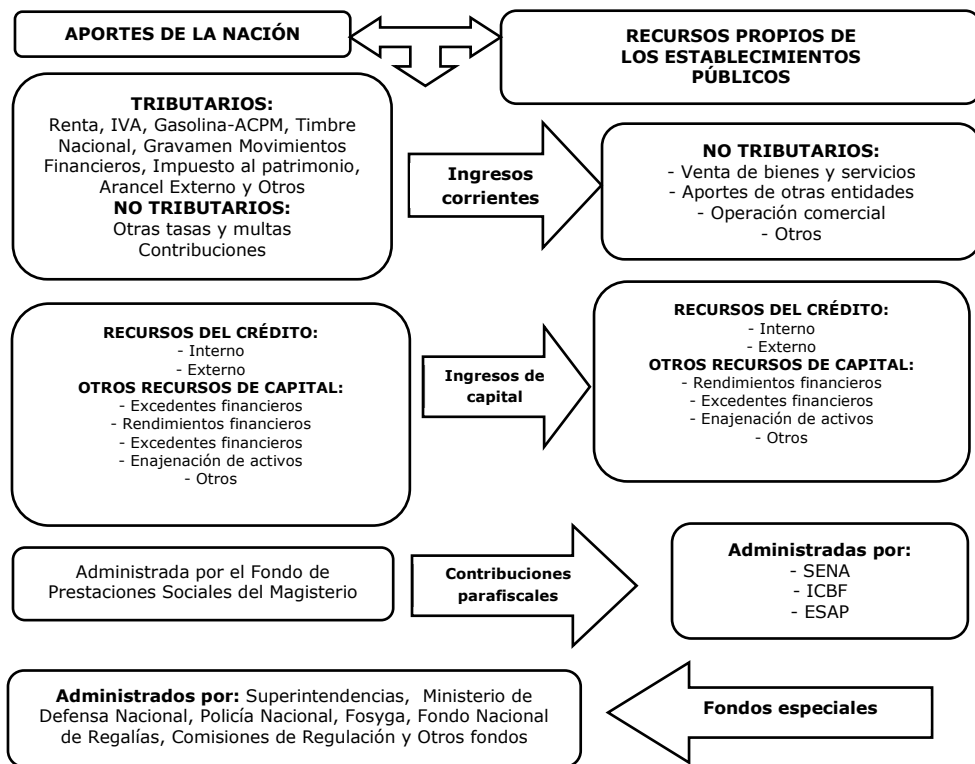 APORTES DE LA NACIÓN
RECURSOS PROPIOS DE
LOS ESTABLECIMIENTOS
PÚBLICOS
TRIBUTARIOS:
Renta, IVA, Gasolina-ACPM, Timbre
Nacional, Gravamen Movimientos
Financieros, Impuesto al patrimonio,
Arancel Externo y Otros
NO TRIBUTARIOS:
Otras tasas y multas
Contribuciones
Ingresos
corrientes
NO TRIBUTARIOS:
- Venta de bienes y servicios
- Aportes de otras entidades
- Operación comercial
- Otros
RECURSOS DEL CRÉDITO:
- Interno
- Externo
OTROS RECURSOS DE CAPITAL:
- Excedentes financieros
- Rendimientos financieros
- Excedentes financieros
- Enajenación de activos
- Otros
Ingresos de
capital
RECURSOS DEL CRÉDITO:
- Interno
- Externo
OTROS RECURSOS DE CAPITAL:
- Rendimientos financieros
- Excedentes financieros
- Enajenación de activos
- Otros
Administrada por el Fondo de
Prestaciones Sociales del Magisterio
Contribuciones
parafiscales
Administradas por:
- SENA
- ICBF
- ESAP
Administrados por: Superintendencias, Ministerio de
Defensa Nacional, Policía Nacional, Fosyga, Fondo Nacional
de Regalías, Comisiones de Regulación y Otros fondos
Fondos especiales